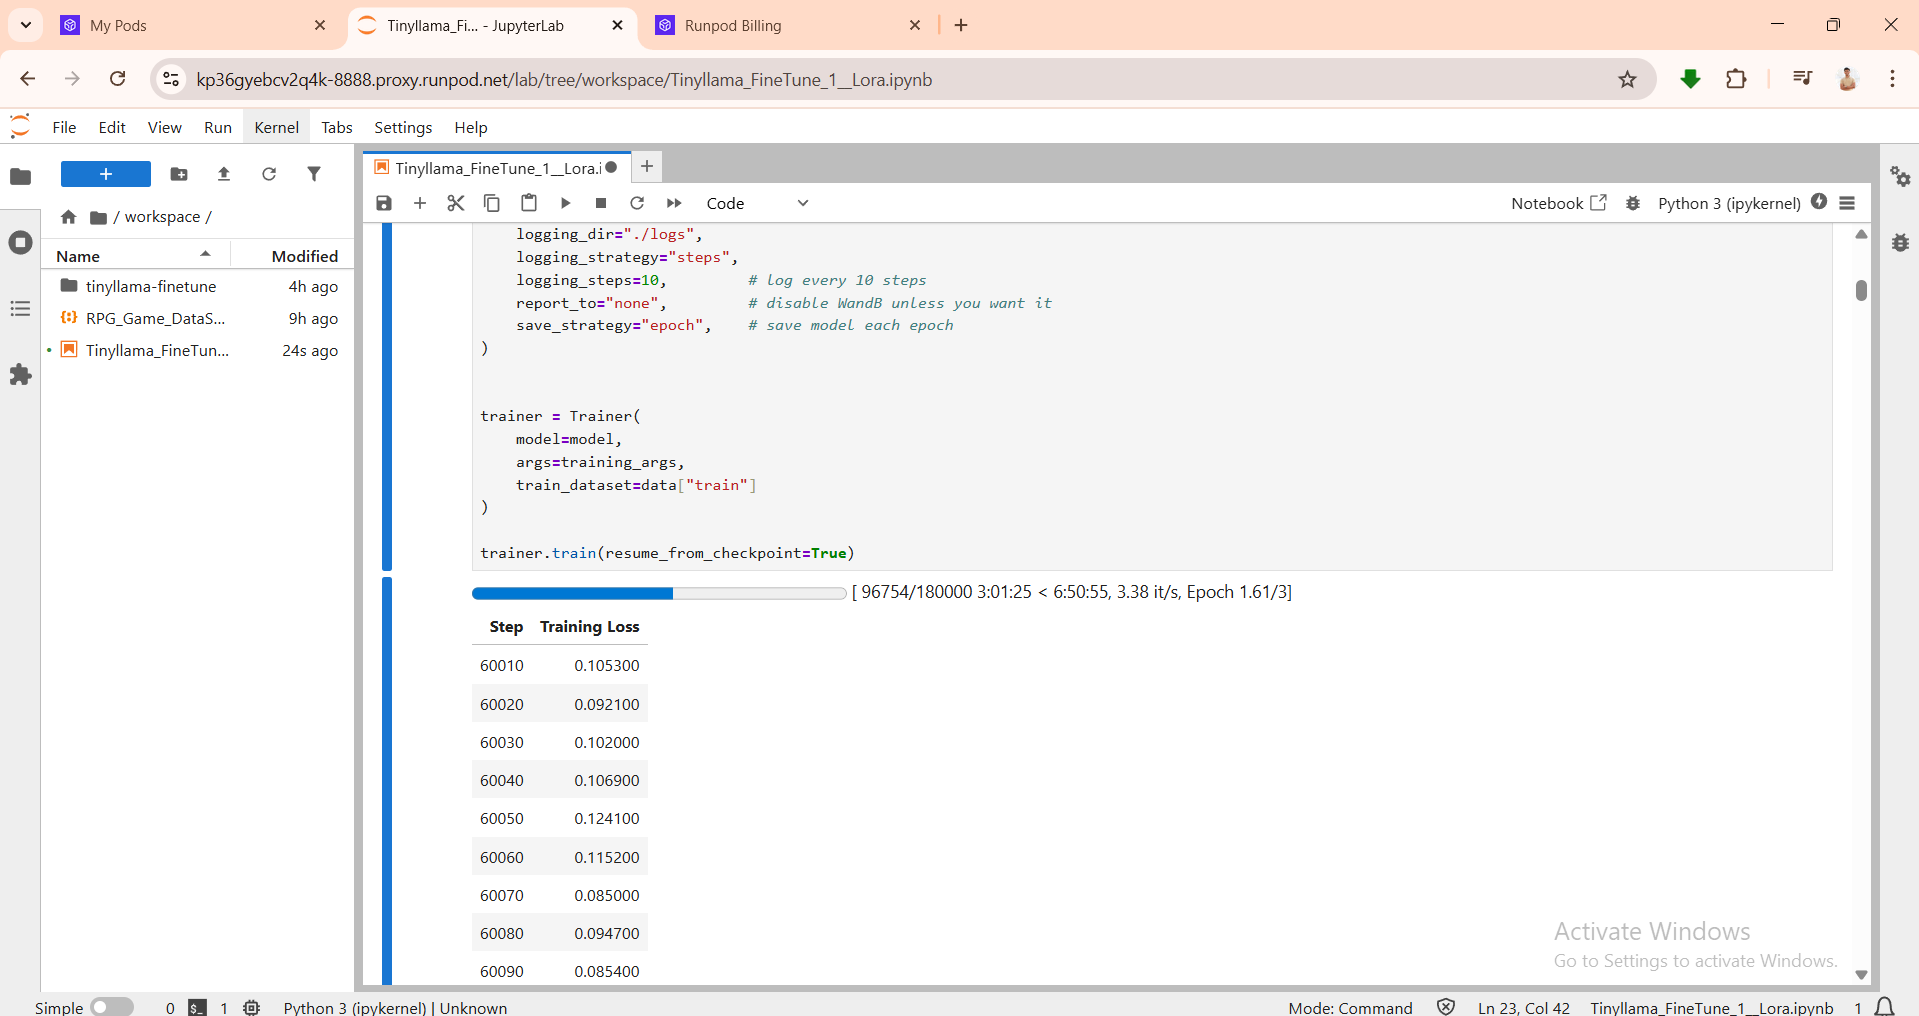 My Pods
Tinyllama_Fi... - JupyterLab
Runpod Billing
kp36gyebcv2q4k-8888.proxy.runpod.net/lab/tree/workspace/Tinyllama_FineTune_1__Lora.ipynb
File Edit View Run Kernel Tabs Settings Help
Tinyllama_FineTune_1__Lora.i
Code
Notebook
Python 3 (ipykernel)
/ workspace /
Name Modified
tinyllama-finetune 4h ago
RPG_Game_DataS... 9h ago
Tinyllama_FineTun... 24s ago
logging_dir="./logs",
logging_strategy="steps",
logging_steps=10, # log every 10 steps
report_to="none", # disable WandB unless you want it
save_strategy="epoch", # save model each epoch
)
trainer = Trainer(
model=model,
args=training_args,
train_dataset=data["train"]
)
trainer.train(resume_from_checkpoint=True)
[ 96754/180000 3:01:25 < 6:50:55, 3.38 it/s, Epoch 1.61/3]
Step Training Loss
60010 0.105300
60020 0.092100
60030 0.102000
60040 0.106900
60050 0.124100
60060 0.115200
60070 0.085000
60080 0.094700
60090 0.085400
Activate Windows
Go to Settings to activate Windows.
Simple 0 $_ 1 Python 3 (ipykernel) | Unknown
Mode: Command Ln 23, Col 42 Tinyllama_FineTune_1__Lora.ipynb 1